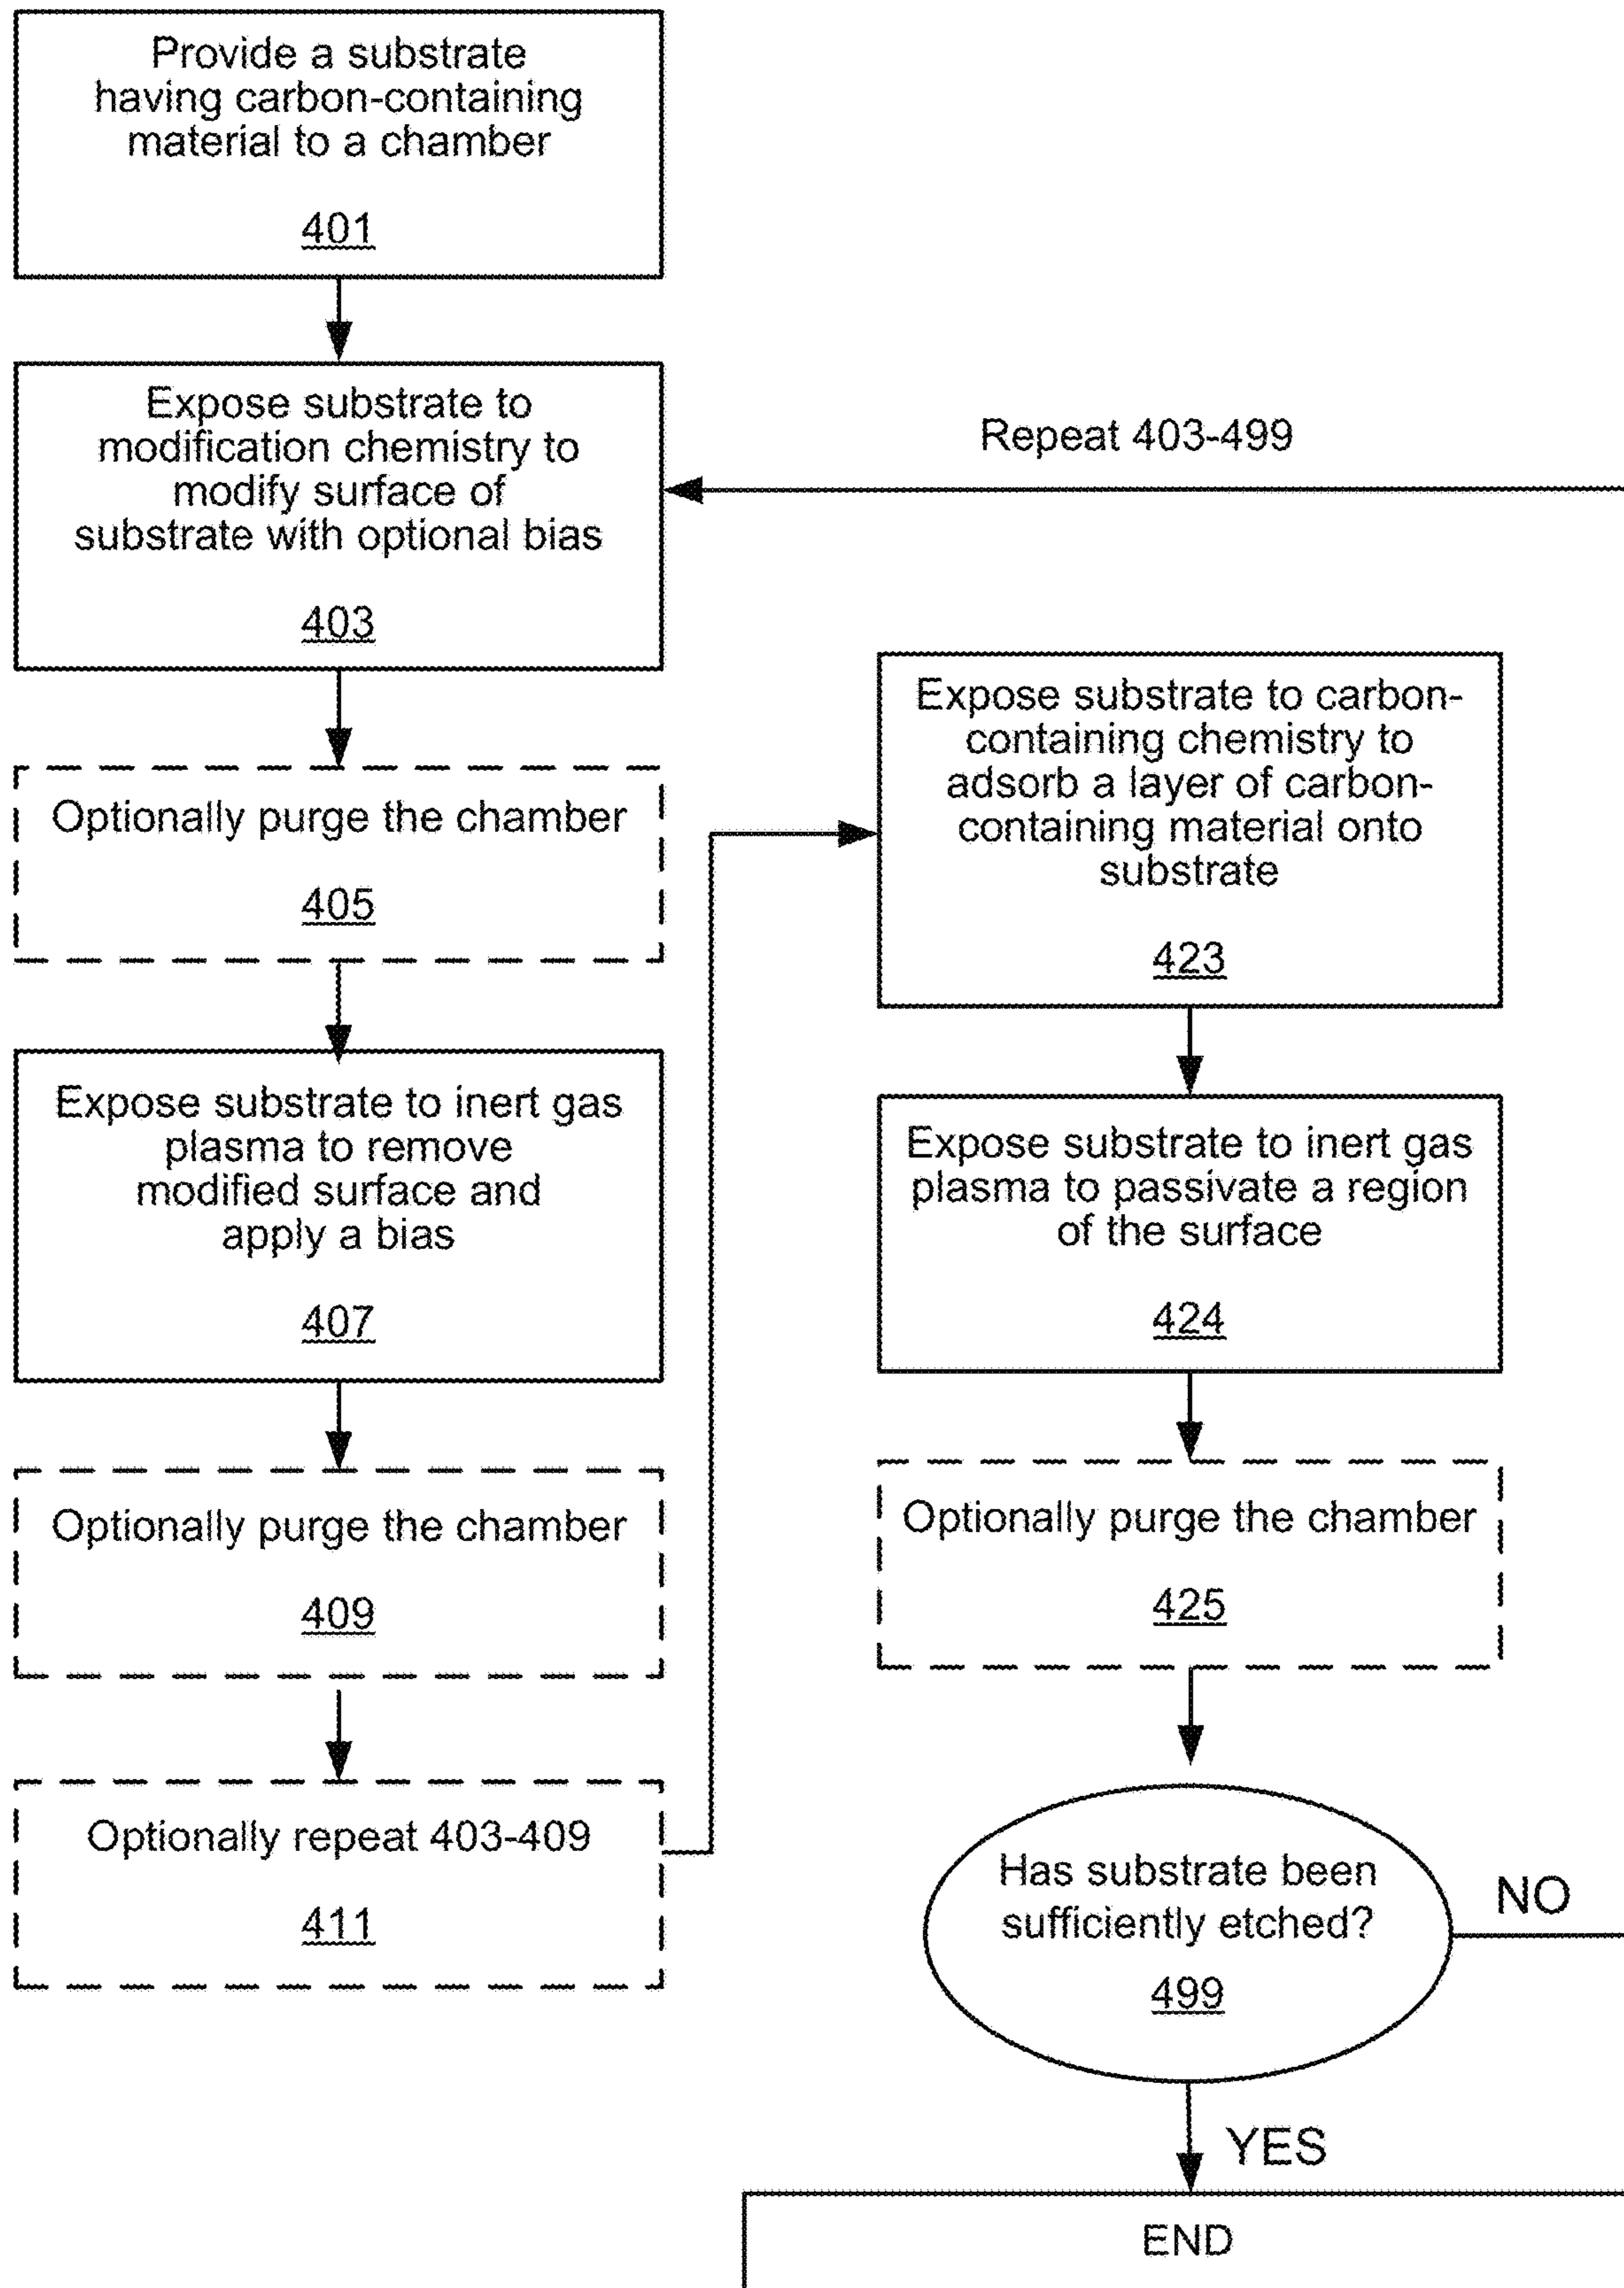 Provide a substrate
having carbon-containing
material to a chamber
401
Expose substrate to
modification chemistry to
modify surface of
substrate with optional bias
403
Optionally purge the chamber
405
Expose substrate to inert gas
plasma to remove
modified surface and
apply a bias
407
Optionally purge the chamber
409
Optionally repeat 403-409
411
Repeat 403-499
Expose substrate to carbon-
containing chemistry to
adsorb a layer of carbon-
containing material onto
substrate
423
Expose substrate to inert gas
plasma to passivate a region
of the surface
424
Optionally purge the chamber
425
Has substrate been
sufficiently etched?
499
NO
YES
END